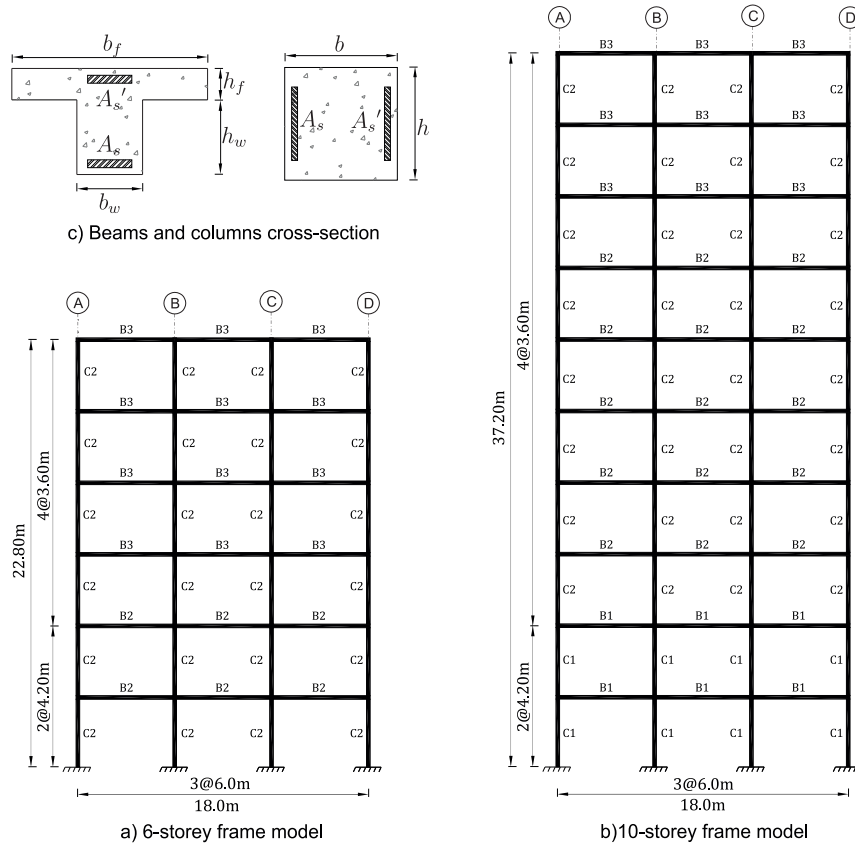 b_f
h_f
A_s'
h_w
A_s
b_w
b
A_s A_s'
h
c) Beams and columns cross-section
A B C D
B3 B3 B3
C2 C2 C2 C2
B3 B3 B3
C2 C2 C2 C2
B3 B3 B3
C2 C2 C2 C2
B3 B3 B3
C2 C2 C2 C2
B2 B2 B2
C2 C2 C2 C2
B2 B2 B2
C2 C2 C2 C2
22.80m
4@3.60m
2@4.20m
3@6.0m
18.0m
a) 6-storey frame model
A B C D
B3 B3 B3
C2 C2 C2 C2
B3 B3 B3
C2 C2 C2 C2
B3 B3 B3
C2 C2 C2 C2
B2 B2 B2
C2 C2 C2 C2
B2 B2 B2
C2 C2 C2 C2
B2 B2 B2
C2 C2 C2 C2
B2 B2 B2
C2 C2 C2 C2
B2 B2 B2
C2 C2 C2 C2
B1 B1 B1
C1 C1 C1 C1
B1 B1 B1
C1 C1 C1 C1
37.20m
4@3.60m
2@4.20m
3@6.0m
18.0m
b)10-storey frame model